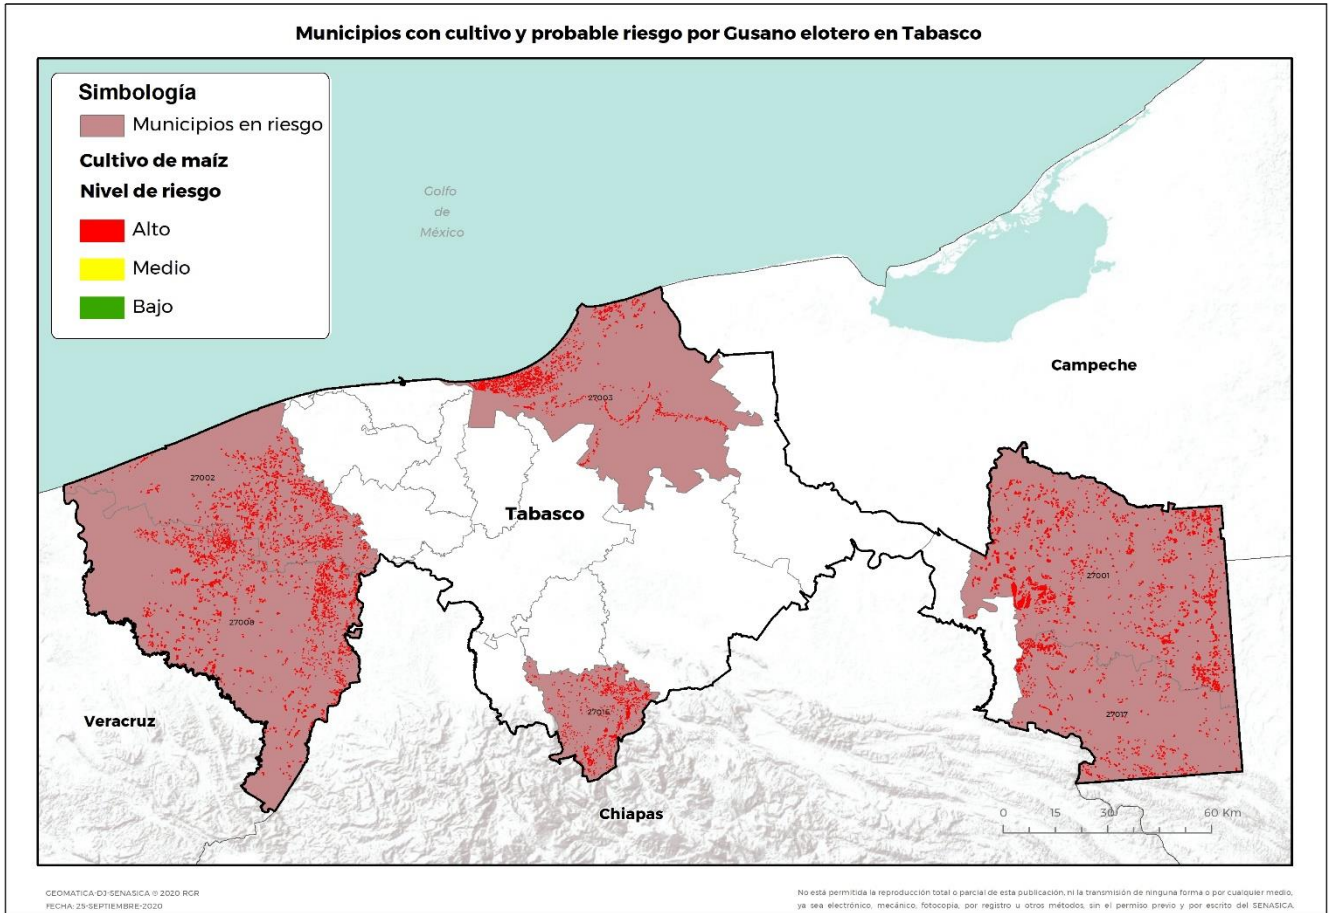 Municipios con cultivo y probable riesgo por Gusano elotero en Tabasco
Simbología
Municipios en riesgo
Cultivo de maíz
Nivel de riesgo
Alto
Medio
Bajo
Golfo
de
México
Campeche
27003
27002
Tabasco
27001
27008
27016
27017
Veracruz
Chiapas
0 15 30 60 Km
GEOMATICA-DJ-SENASICA © 2020 RCR
FECHA: 25-SEPTIEMBRE-2020
No está permitida la reproducción total o parcial de esta publicación, ni la transmisión de ninguna forma o por cualquier medio,
ya sea electrónico, mecánico, fotocopia, por registro u otros métodos, sin el permiso previo y por escrito del SENASICA.